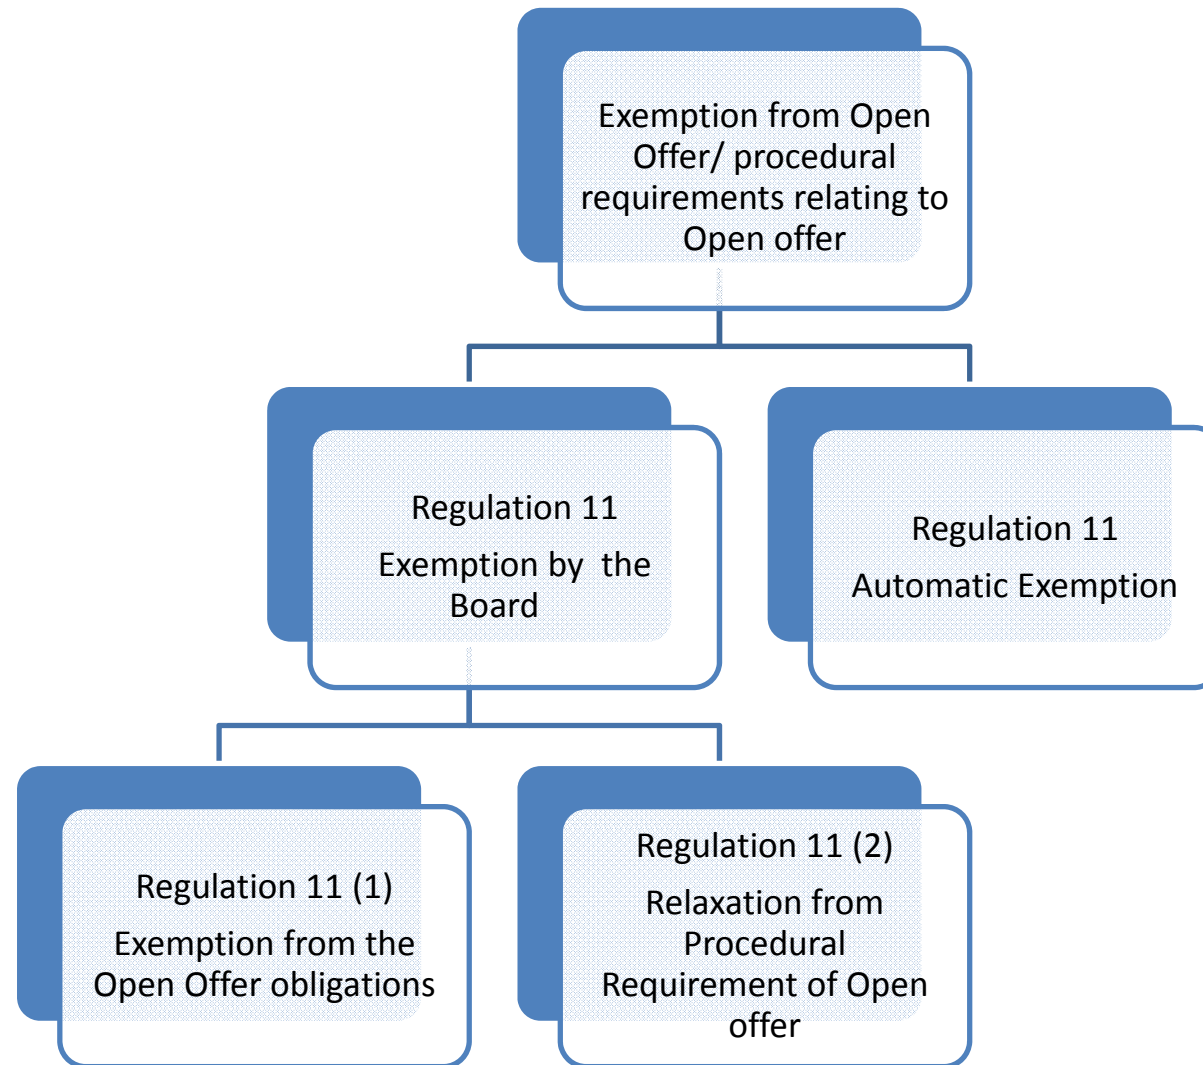 Exemption from Open
Offer/ procedural
requirements relating to
Open offer
Regulation 11
Exemption by the
Board
Regulation 11
Automatic Exemption
Regulation 11 (1)
Exemption from the
Open Offer obligations
Regulation 11 (2)
Relaxation from
Procedural
Requirement of Open
offer